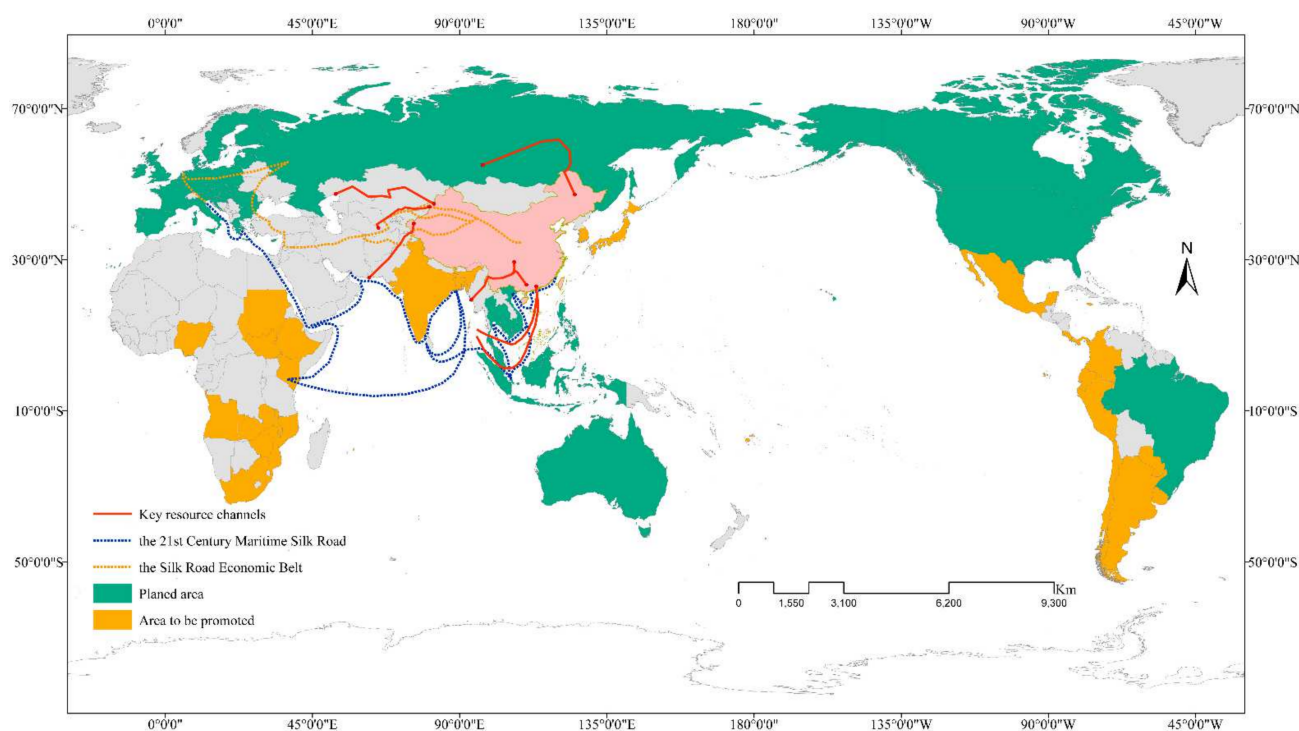 0°0'0" 45°0'0"E 90°0'0"E 135°0'0"E 180°0'0" 135°0'0"W 90°0'0"W 45°0'0"W
70°0'0"N 70°0'0"N
N
30°0'0"N 30°0'0"N
10°0'0"S 10°0'0"S
Key resource channels
the 21st Century Maritime Silk Road
50°0'0"S the Silk Road Economic Belt 50°0'0"S
Planed area
Km
0 1,550 3,100 6,200 9,300
Area to be promoted
0°0'0" 45°0'0"E 90°0'0"E 135°0'0"E 180°0'0" 135°0'0"W 90°0'0"W 45°0'0"W